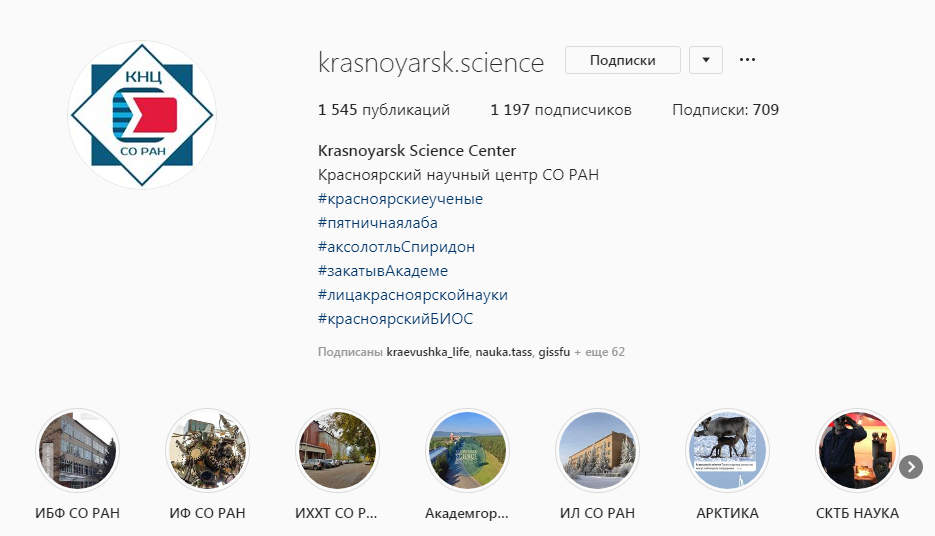 КНЦ
СО РАН
krasnoyarsk.science
Подписки
1 545 публикаций 1 197 подписчиков Подписки: 709
Krasnoyarsk Science Center
Красноярский научный центр СО РАН
#красноярскиеученые
#пятничнаялаба
#аксолотльСпиридон
#закатывАкадеме
#лицакрасноярскойнауки
#красноярскийБИОС
Подписаны kraevushka_life, nauka.tass, gissfu + еще 62
ИБФ СО РАН ИФ СО РАН ИХХТ СО Р... Академгор... ИЛ СО РАН АРКТИКА СКТБ НАУКА